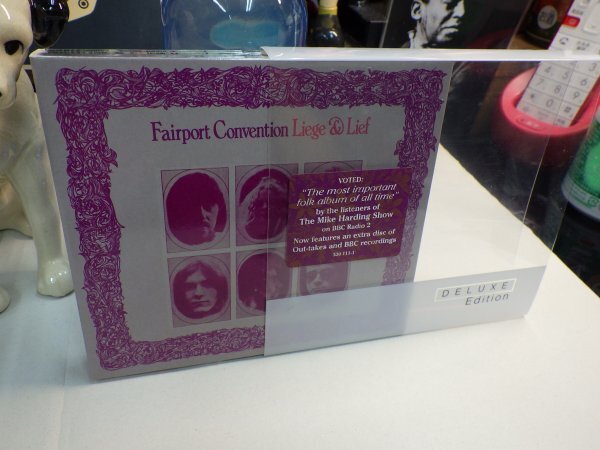 Fairport Convention Liege & Lief
VOTED:
"The most important
folk album of all time"
by the listeners of
The Mike Harding Show
on BBC Radio 2
Now features an extra disc of
Out-takes and BBC recordings
DELUXE
Edition